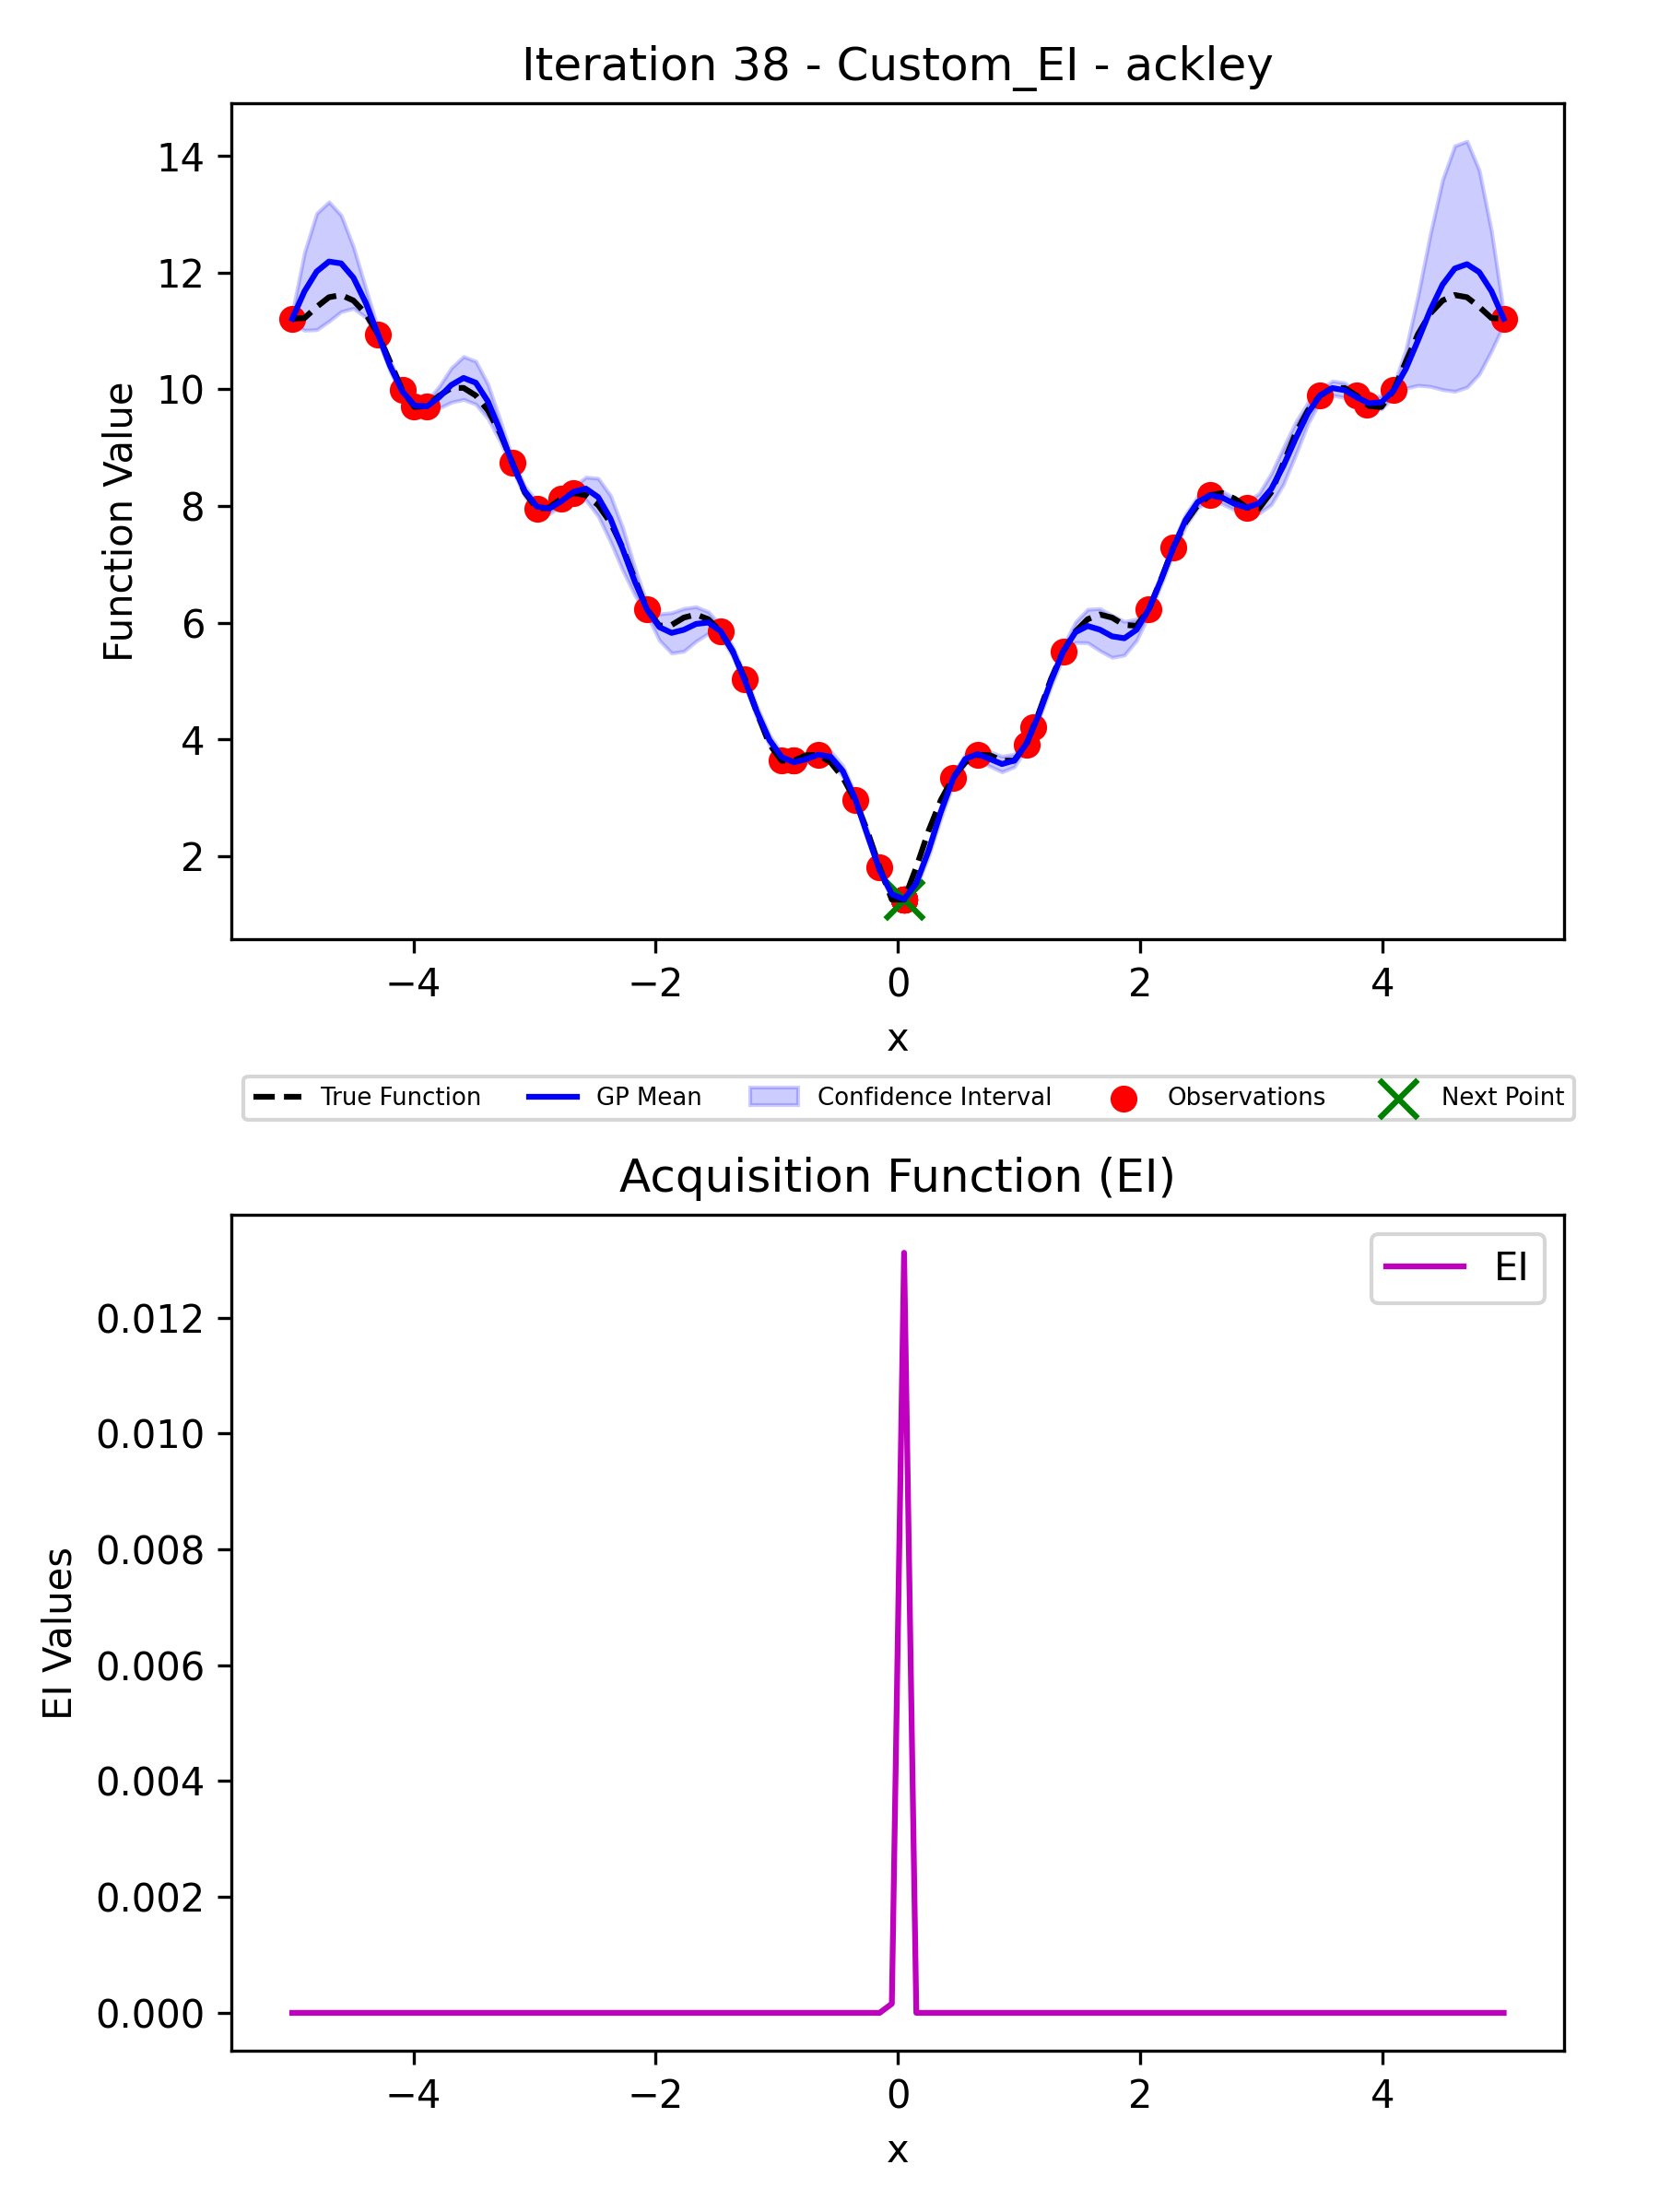 Iteration 38 - Custom_EI - ackley
14
12
10
8
6
4
2
Function Value
−4 −2 0 2 4
x
True Function GP Mean Confidence Interval Observations Next Point
Acquisition Function (EI)
EI
0.012
0.010
0.008
0.006
0.004
0.002
0.000
EI Values
−4 −2 0 2 4
x